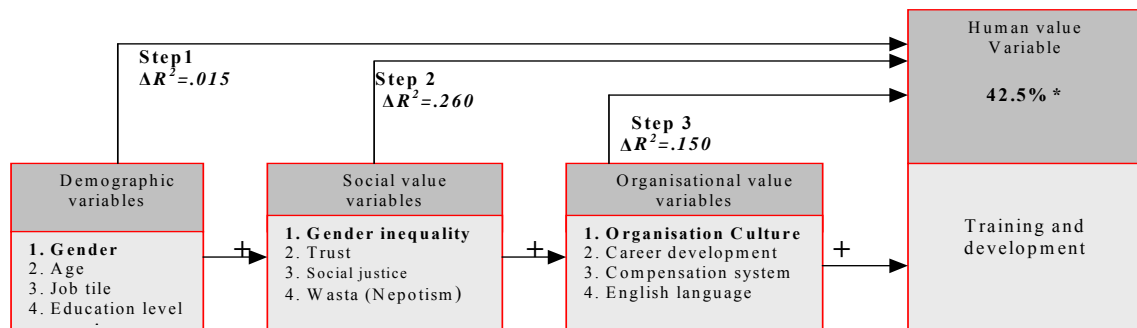 Human value
Variable
42.5% *
Step1
ΔR²=.015
Step 2
ΔR²=.260
Step 3
ΔR²=.150
Demographic
variables
1. Gender
2. Age
3. Job tile
4. Education level
+
Social value
variables
1. Gender inequality
2. Trust
3. Social justice
4. Wasta (Nepotism)
+
Organisational value
variables
1. Organisation Culture
2. Career development
3. Compensation system
4. English language
+
Training and
development